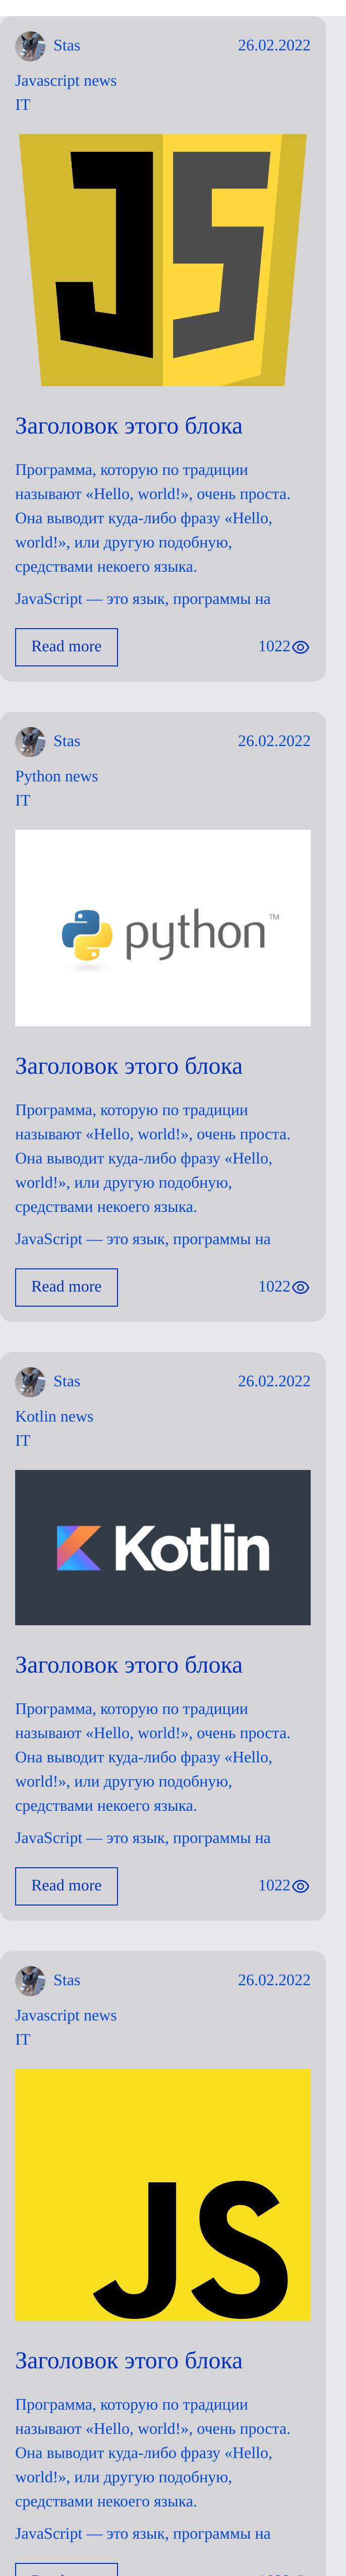 Stas 26.02.2022
Javascript news
IT
JS
Заголовок этого блока
Программа, которую по традиции
называют «Hello, world!», очень проста.
Она выводит куда-либо фразу «Hello,
world!», или другую подобную,
средствами некоего языка.
JavaScript — это язык, программы на
Read more 1022
Stas 26.02.2022
Python news
IT
python™
Заголовок этого блока
Программа, которую по традиции
называют «Hello, world!», очень проста.
Она выводит куда-либо фразу «Hello,
world!», или другую подобную,
средствами некоего языка.
JavaScript — это язык, программы на
Read more 1022
Stas 26.02.2022
Kotlin news
IT
Kotlin
Заголовок этого блока
Программа, которую по традиции
называют «Hello, world!», очень проста.
Она выводит куда-либо фразу «Hello,
world!», или другую подобную,
средствами некоего языка.
JavaScript — это язык, программы на
Read more 1022
Stas 26.02.2022
Javascript news
IT
JS
Заголовок этого блока
Программа, которую по традиции
называют «Hello, world!», очень проста.
Она выводит куда-либо фразу «Hello,
world!», или другую подобную,
средствами некоего языка.
JavaScript — это язык, программы на